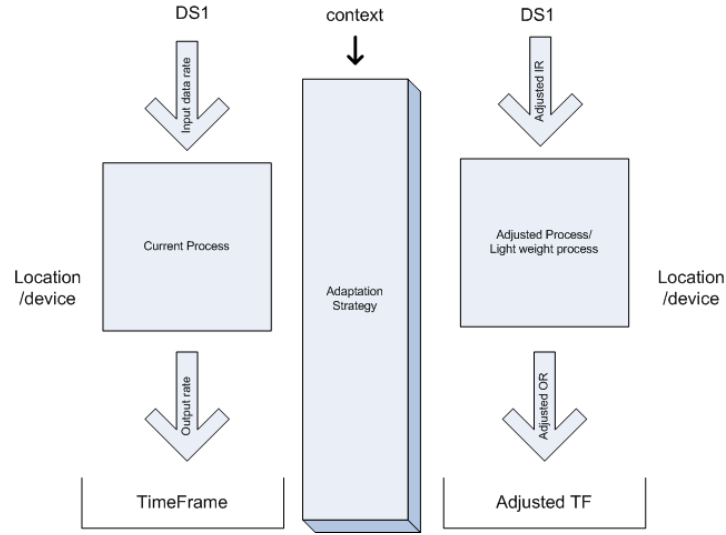 DS1
context
DS1
Input data rate
Adjusted IR
Current Process
Adjusted Process/
Light weight process
Location
/device
Adaptation
Strategy
Location
/device
Output rate
Adjusted OR
TimeFrame
Adjusted TF